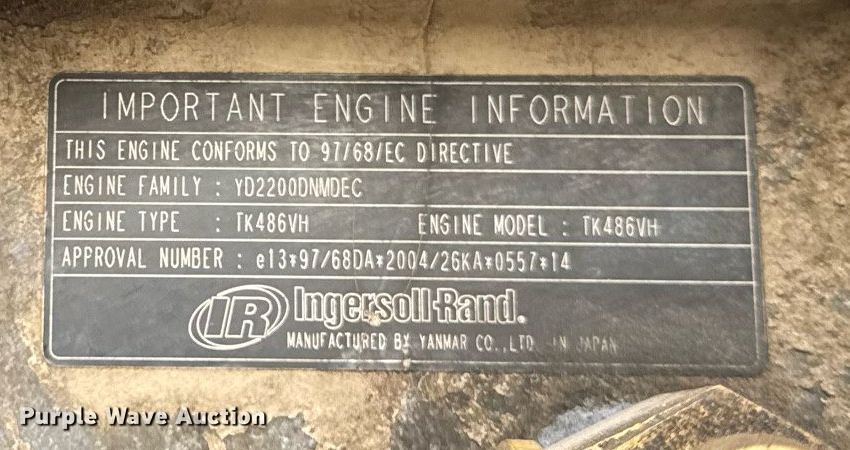 IMPORTANT ENGINE INFORMATION
THIS ENGINE CONFORMS TO 97/68/EC DIRECTIVE
ENGINE FAMILY : YD2200DNMDEC
ENGINE TYPE : TK486VH ENGINE MODEL : TK486VH
APPROVAL NUMBER : e13*97/68DA*2004/26KA*0557*14
IR Ingersoll-Rand.
MANUFACTURED BY YANMAR CO.,LTD IN JAPAN
Purple Wave Auction